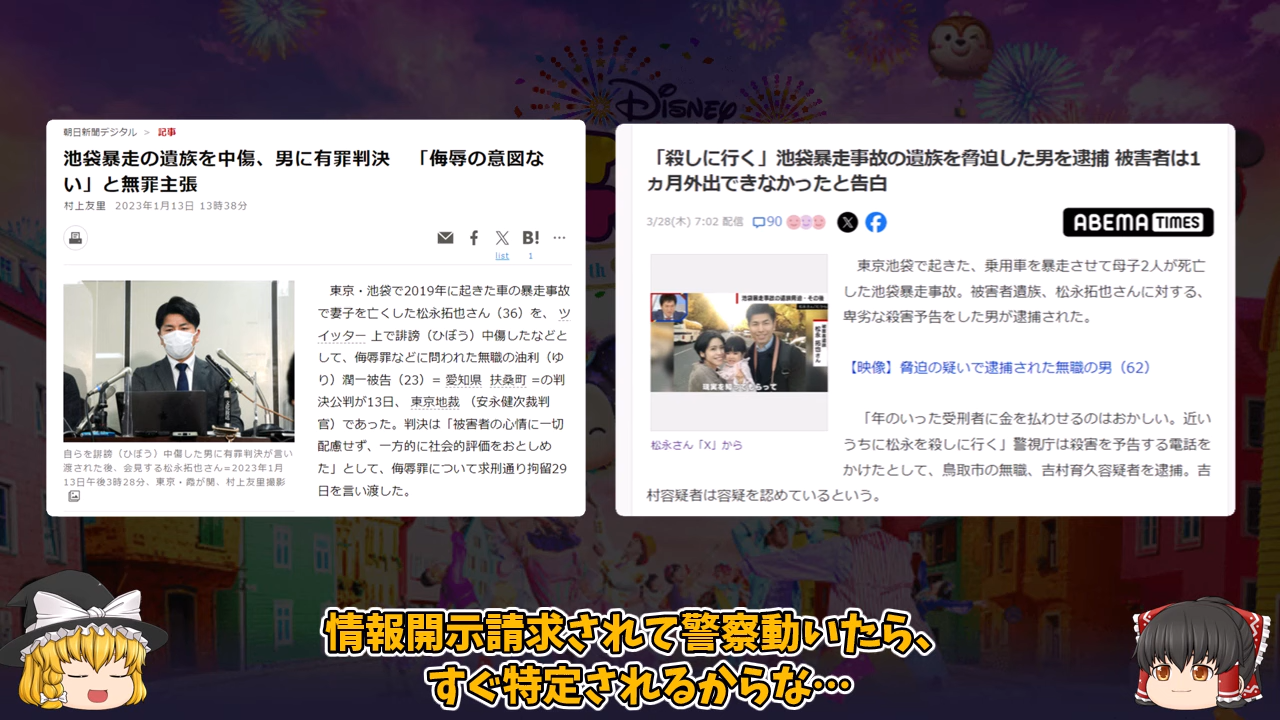 DISNEY
朝日新聞デジタル > 記事
池袋暴走の遺族を中傷、男に有罪判決 「侮辱の意図な
い」と無罪主張
村上友里 2023年1月13日 13時38分
B!
list
1
東京・池袋で2019年に起きた車の暴走事故
で妻子を亡くした松永拓也さん（36）を、ツ
イッター上で誹謗（ひぼう）中傷したなどと
して、侮辱罪などに問われた無職の油利（ゆ
り）潤一被告（23）＝愛知県 扶桑町＝の判
決公判が13日、東京地裁（安永健次裁判
官）であった。判決は「被害者の心情に一切
配慮せず、一方的に社会的評価をおとしめ
た」として、侮辱罪について求刑通り拘留29
日を言い渡した。
自らを誹謗（ひぼう）中傷した男に有罪判決が言い
渡された後、会見する松永拓也さん=2023年1月
13日午後3時28分、東京・霞が関、村上友里撮影
「殺しに行く」池袋暴走事故の遺族を脅迫した男を逮捕 被害者は1
ヵ月外出できなかったと告白
3/28(木) 7:02 配信 90
ABEMA TIMES
池袋暴走事故の遺族脅迫・その後
現実を知ってもらって
松永さん「X」から
東京池袋で起きた、乗用車を暴走させて母子2人が死亡
した池袋暴走事故。被害者遺族、松永拓也さんに対する、
卑劣な殺害予告をした男が逮捕された。
【映像】脅迫の疑いで逮捕された無職の男（62）
「年のいった受刑者に金を払わせるのはおかしい。近い
うちに松永を殺しに行く」警視庁は殺害を予告する電話を
かけたとして、鳥取市の無職、吉村育久容疑者を逮捕。吉
村容疑者は容疑を認めているという。
情報開示請求されて警察動いたら、
すぐ特定されるからな…